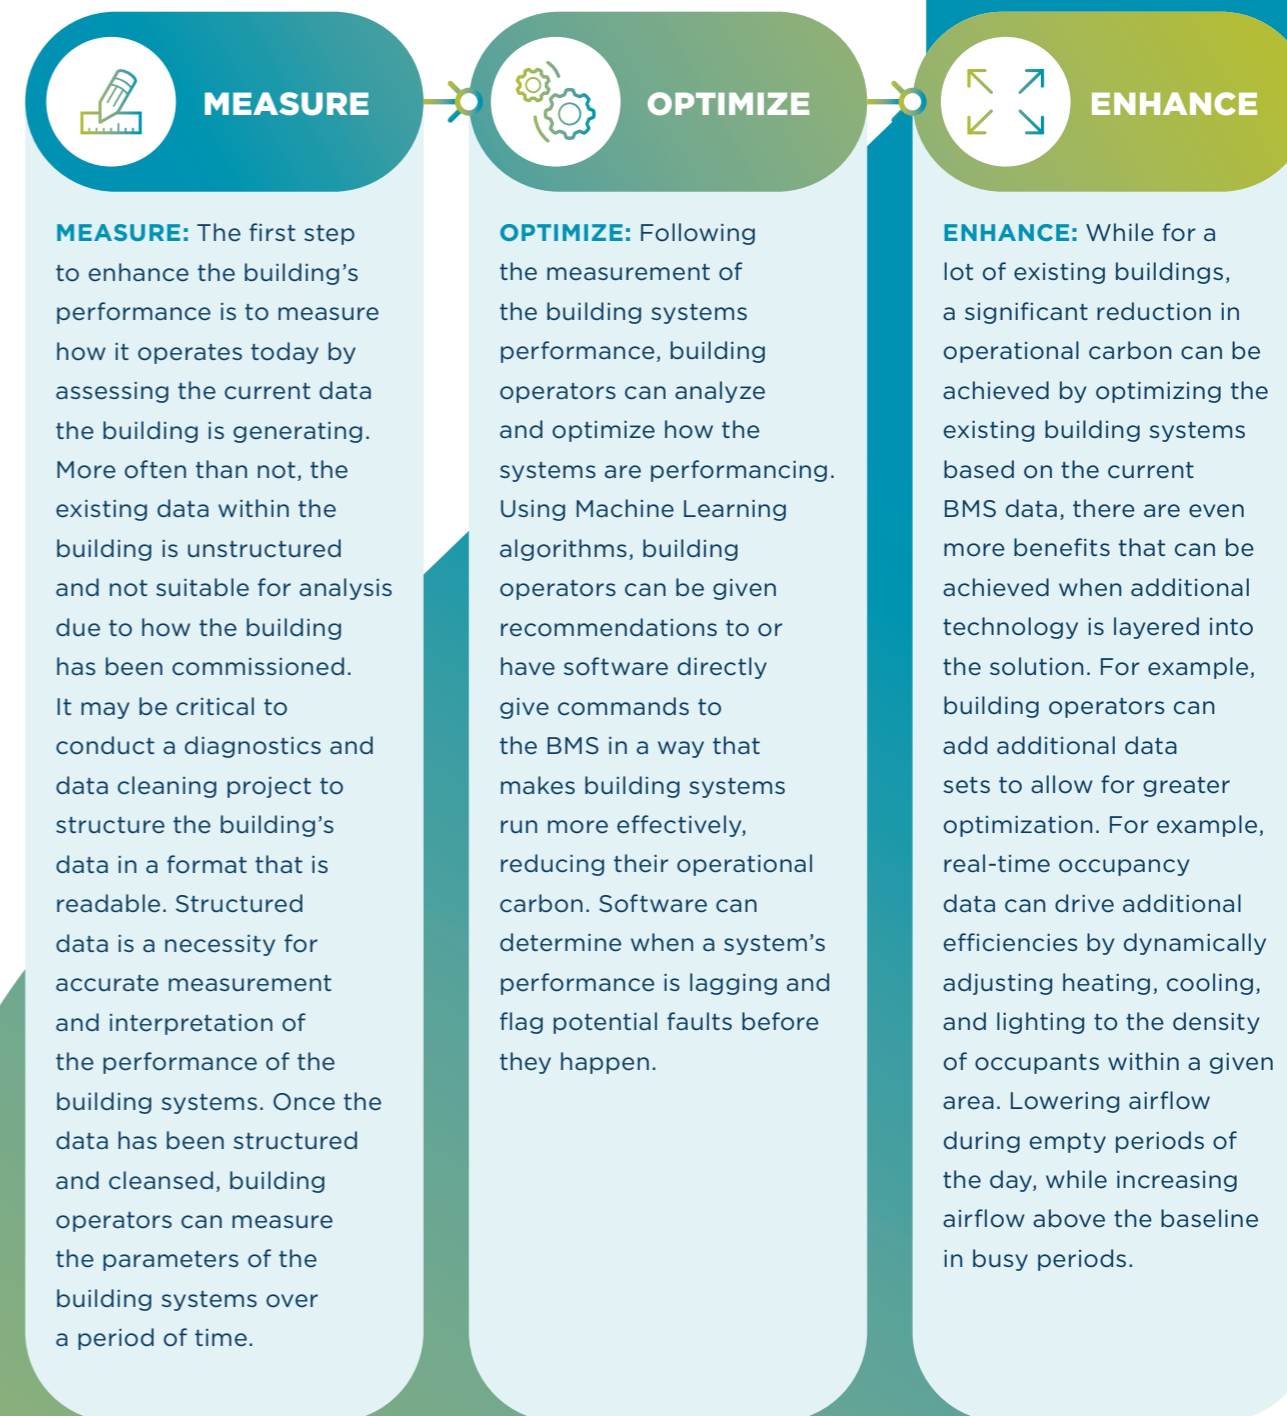 MEASURE
MEASURE: The first step
to enhance the building’s
performance is to measure
how it operates today by
assessing the current data
the building is generating.
More often than not, the
existing data within the
building is unstructured
and not suitable for analysis
due to how the building
has been commissioned.
It may be critical to
conduct a diagnostics and
data cleaning project to
structure the building’s
data in a format that is
readable. Structured
data is a necessity for
accurate measurement
and interpretation of
the performance of the
building systems. Once the
data has been structured
and cleansed, building
operators can measure
the parameters of the
building systems over
a period of time.
OPTIMIZE
OPTIMIZE: Following
the measurement of
the building systems
performance, building
operators can analyze
and optimize how the
systems are performancing.
Using Machine Learning
algorithms, building
operators can be given
recommendations to or
have software directly
give commands to
the BMS in a way that
makes building systems
run more effectively,
reducing their operational
carbon. Software can
determine when a system’s
performance is lagging and
flag potential faults before
they happen.
ENHANCE
ENHANCE: While for a
lot of existing buildings,
a significant reduction in
operational carbon can be
achieved by optimizing the
existing building systems
based on the current
BMS data, there are even
more benefits that can be
achieved when additional
technology is layered into
the solution. For example,
building operators can
add additional data
sets to allow for greater
optimization. For example,
real-time occupancy
data can drive additional
efficiencies by dynamically
adjusting heating, cooling,
and lighting to the density
of occupants within a given
area. Lowering airflow
during empty periods of
the day, while increasing
airflow above the baseline
in busy periods.